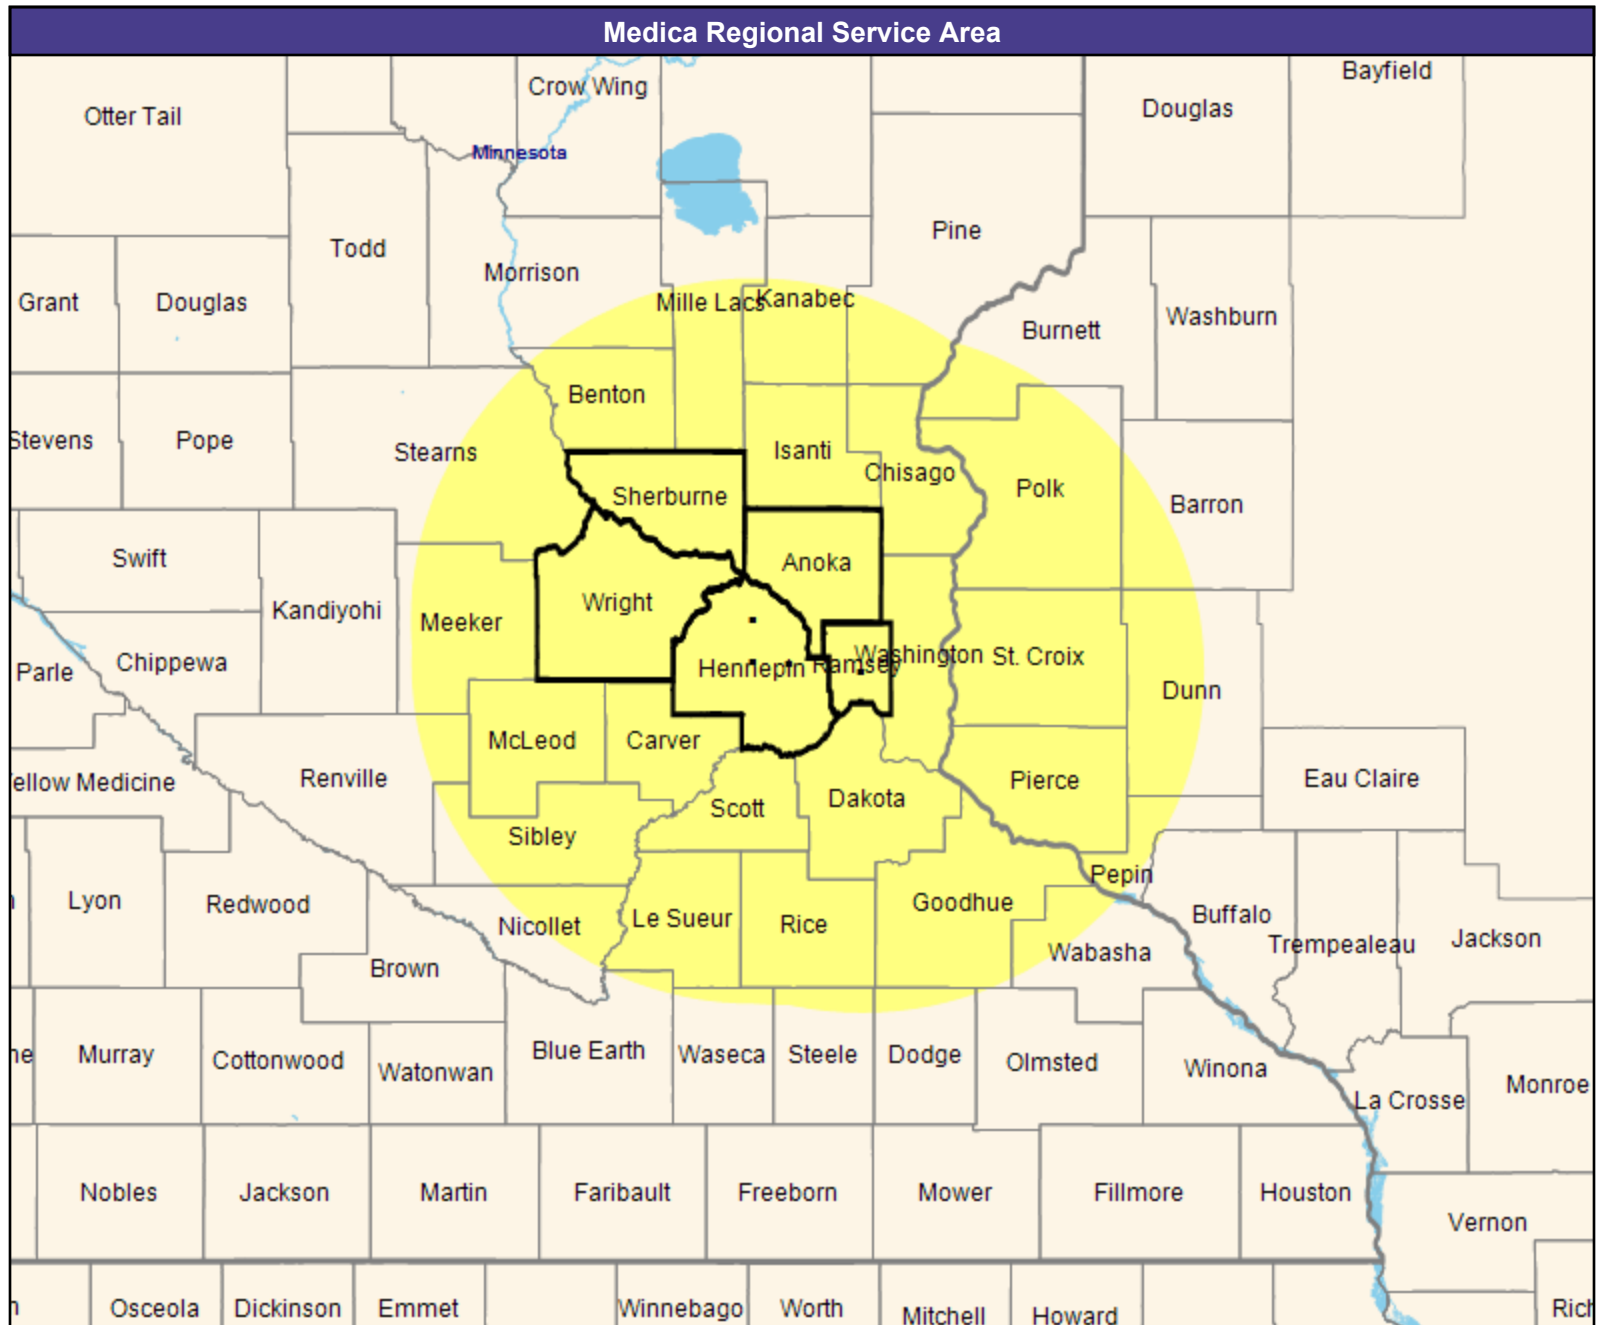 Medica Regional Service Area
Bayfield
Crow Wing
Douglas
Otter Tail
Minnesota
Pine
Todd
Morrison
Grant
Douglas
Mille Lacs
Kanabec
Washburn
Burnett
Benton
Stevens
Pope
Stearns
Isanti
Chisago
Polk
Sherburne
Barron
Swift
Anoka
Wright
Kandiyohi
Meeker
Parle
Chippewa
Hennepin
Ramsey
Washington
St. Croix
Dunn
McLeod
Carver
ellow Medicine
Renville
Pierce
Eau Claire
Scott
Dakota
Sibley
Pepin
Lyon
Redwood
Goodhue
Nicollet
Le Sueur
Rice
Buffalo
Trempealeau
Jackson
Wabasha
Brown
ne
Murray
Cottonwood
Watonwan
Blue Earth
Waseca
Steele
Dodge
Olmsted
Winona
La Crosse
Monroe
Nobles
Jackson
Martin
Faribault
Freeborn
Mower
Fillmore
Houston
Vernon
n
Osceola
Dickinson
Emmet
Winnebago
Worth
Mitchell
Howard
Rich